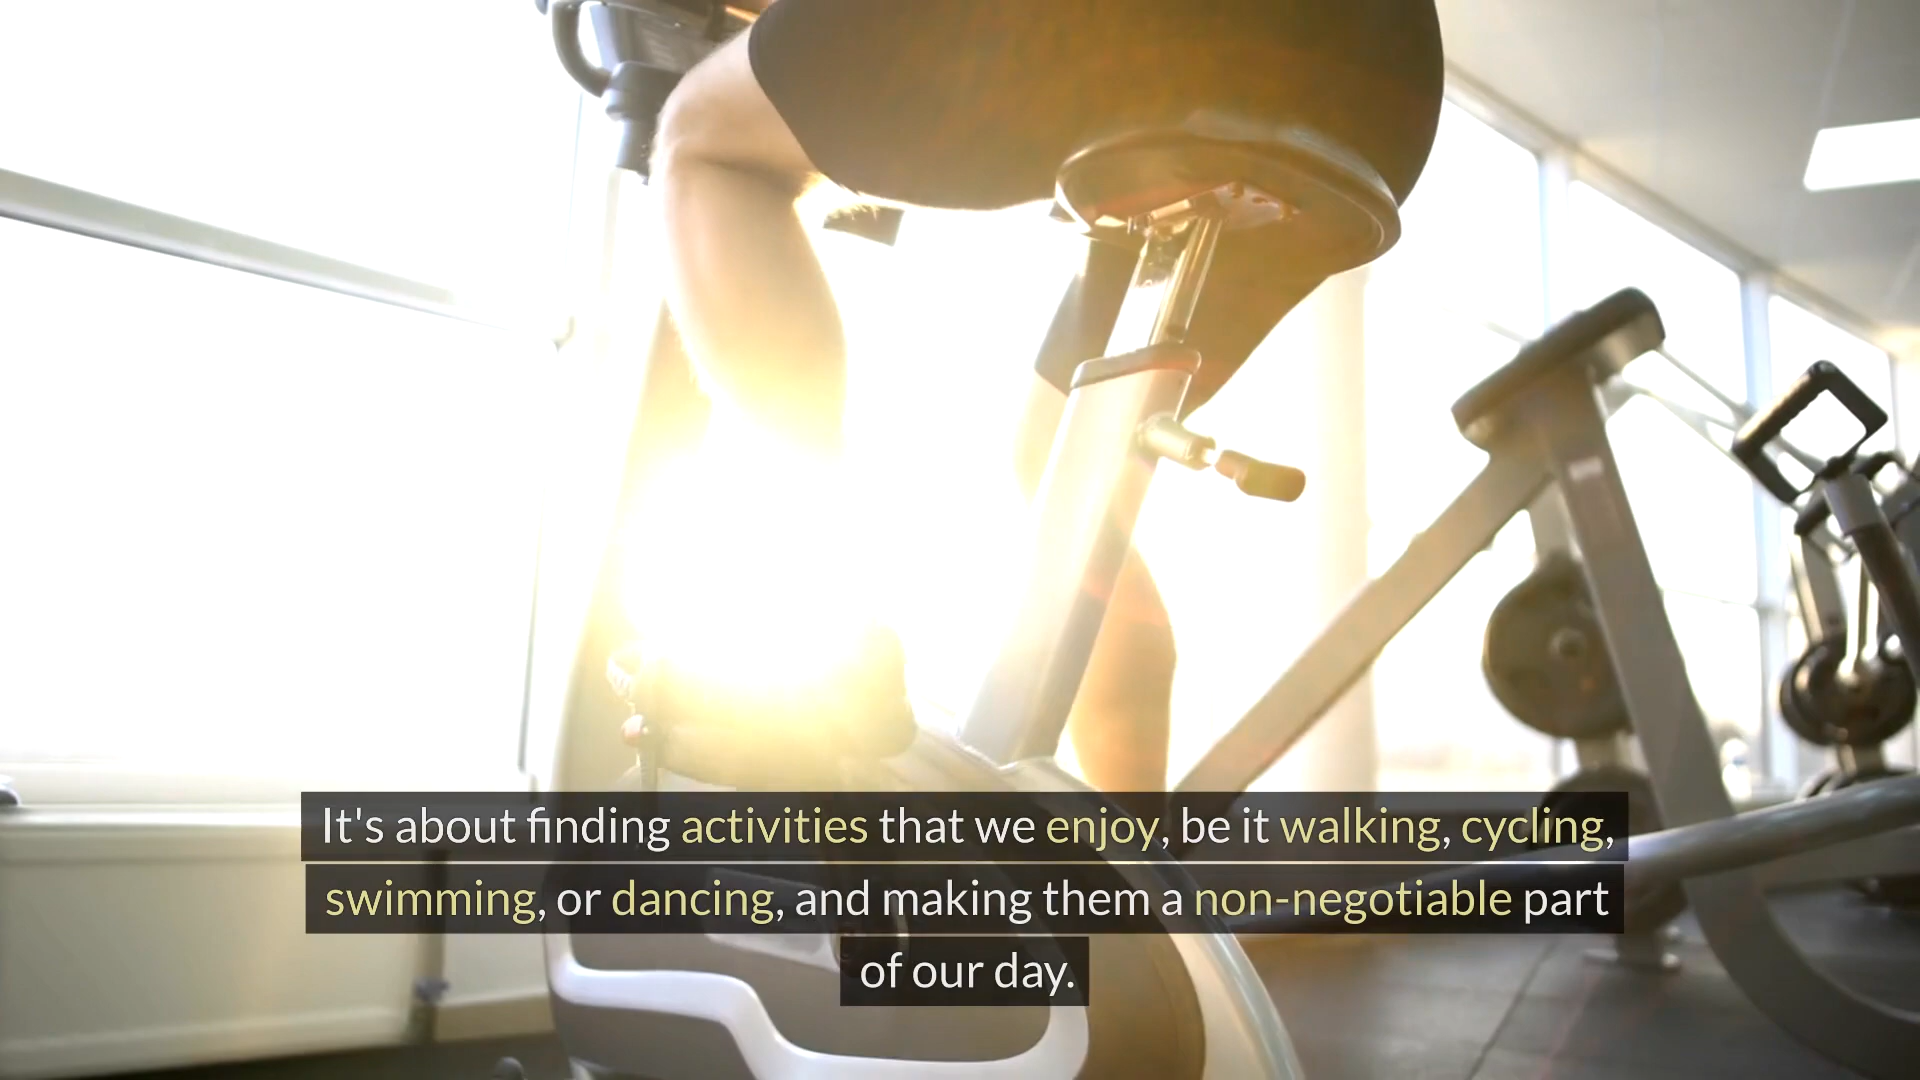 It's about finding activities that we enjoy, be it walking, cycling,
swimming, or dancing, and making them a non-negotiable part
of our day.